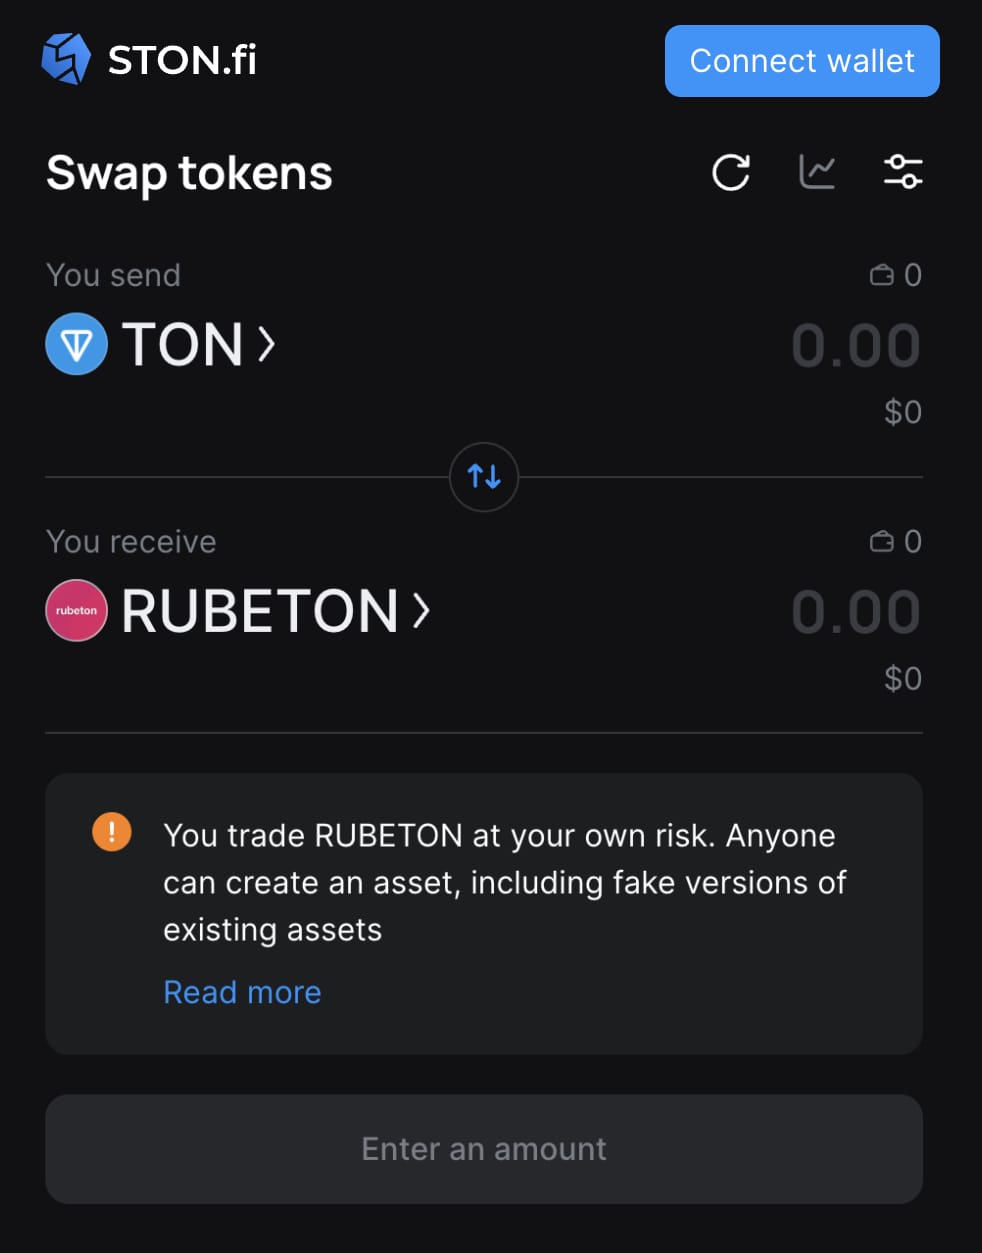 STON.fi
Connect wallet
Swap tokens
You send
0
TON
0.00
$0
You receive
0
rubeton
RUBETON
0.00
$0
You trade RUBETON at your own risk. Anyone
can create an asset, including fake versions of
existing assets
Read more
Enter an amount